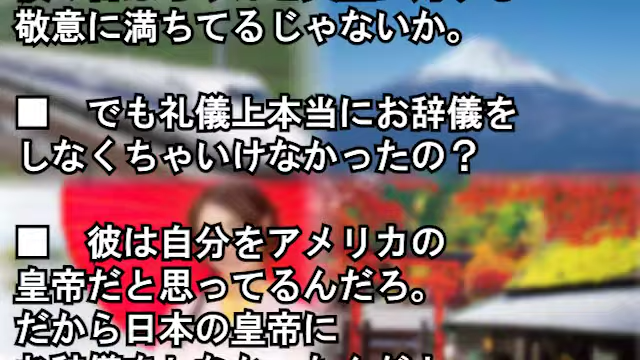 敬意に満ちてるじゃないか。
■　でも礼儀上本当にお辞儀を
しなくちゃいけなかったの？
■　彼は自分をアメリカの
皇帝だと思ってるんだろ。
だから日本の皇帝に